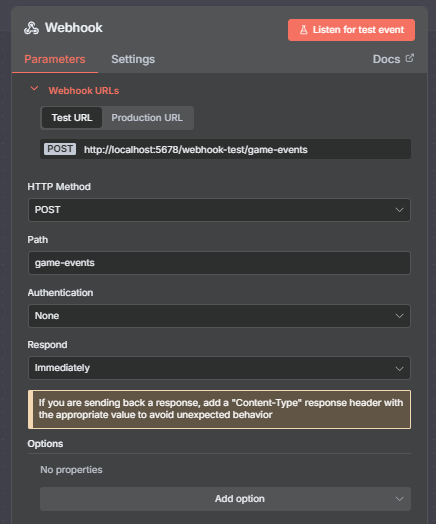 Webhook
Listen for test event
Parameters
Settings
Docs
Webhook URLs
Test URL
Production URL
POST http://localhost:5678/webhook-test/game-events
HTTP Method
POST
Path
game-events
Authentication
None
Respond
Immediately
If you are sending back a response, add a "Content-Type" response header with
the appropriate value to avoid unexpected behavior
Options
No properties
Add option